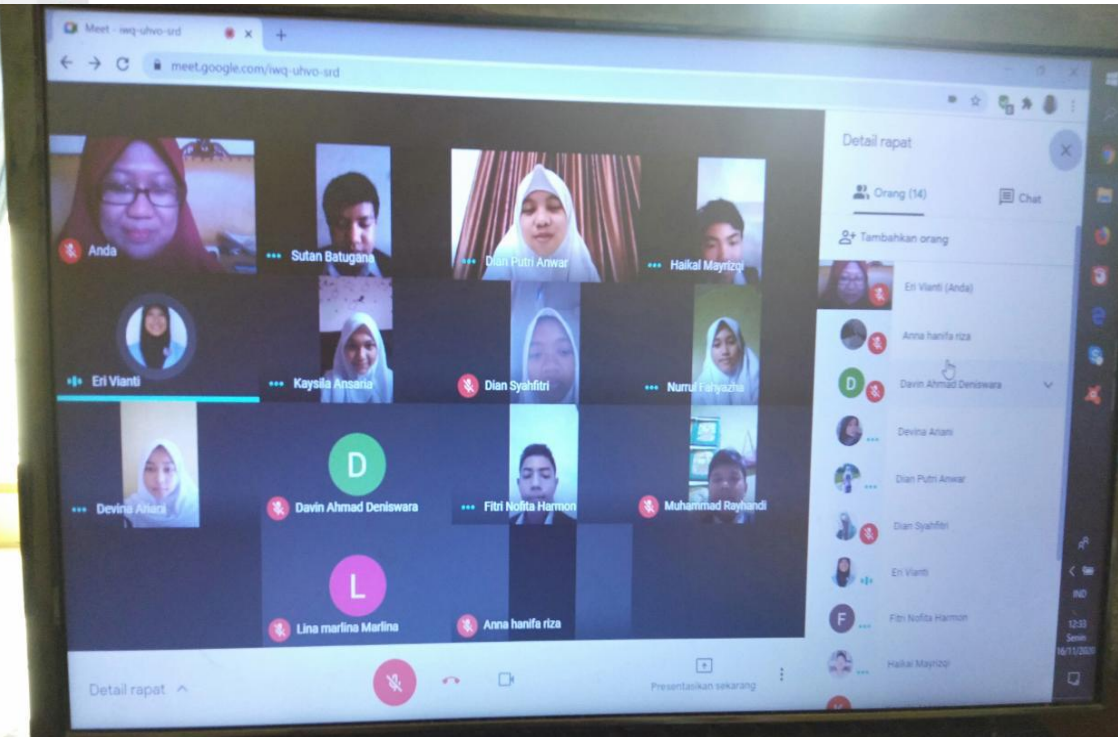 Meet - iwq-uhvo-srd
meet.google.com/iwq-uhvo-srd
Detail rapat
Orang (14)
Chat
Tambahkan orang
Anda
Sutan Batugana
Dian Putri Anwar
Haikal Mayrizqi
Eri Vianti
Kaysila Ansaria
Dian Syahfitri
Nurrul Fahyazha
Devina Ariani
D
Davin Ahmad Deniswara
Fitri Nofita Harmon
Muhammad Rayhandi
L
Lina marlina Marlina
Anna hanifa riza
Eri Vianti (Anda)
Anna hanifa riza
D
Davin Ahmad Deniswara
Devina Ariani
Dian Putri Anwar
Dian Syahfitri
Eri Vianti
F
Fitri Nofita Harmon
Haikal Mayrizqi
Detail rapat
Presentasikan sekarang
IND
12:33
Senin
16/11/2020